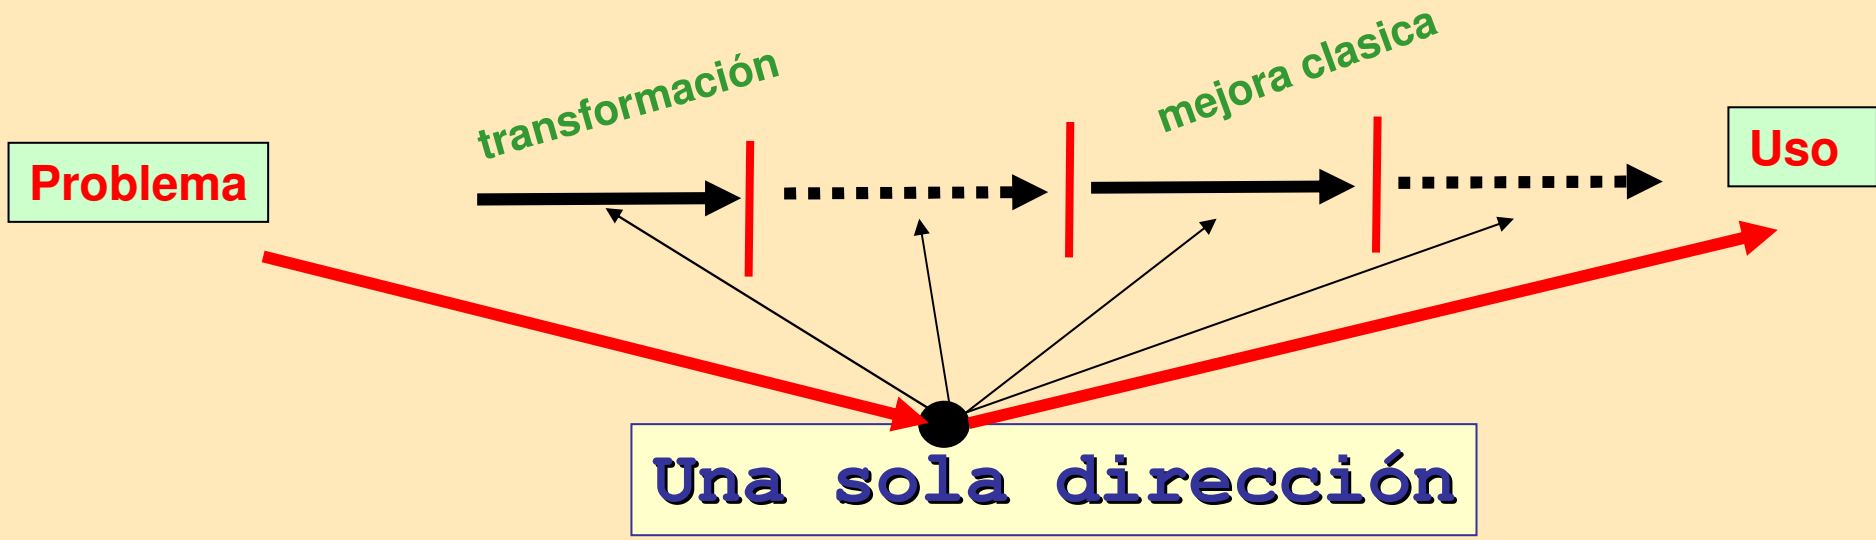 transformación
mejora clasica
Problema
Uso
Una sola dirección